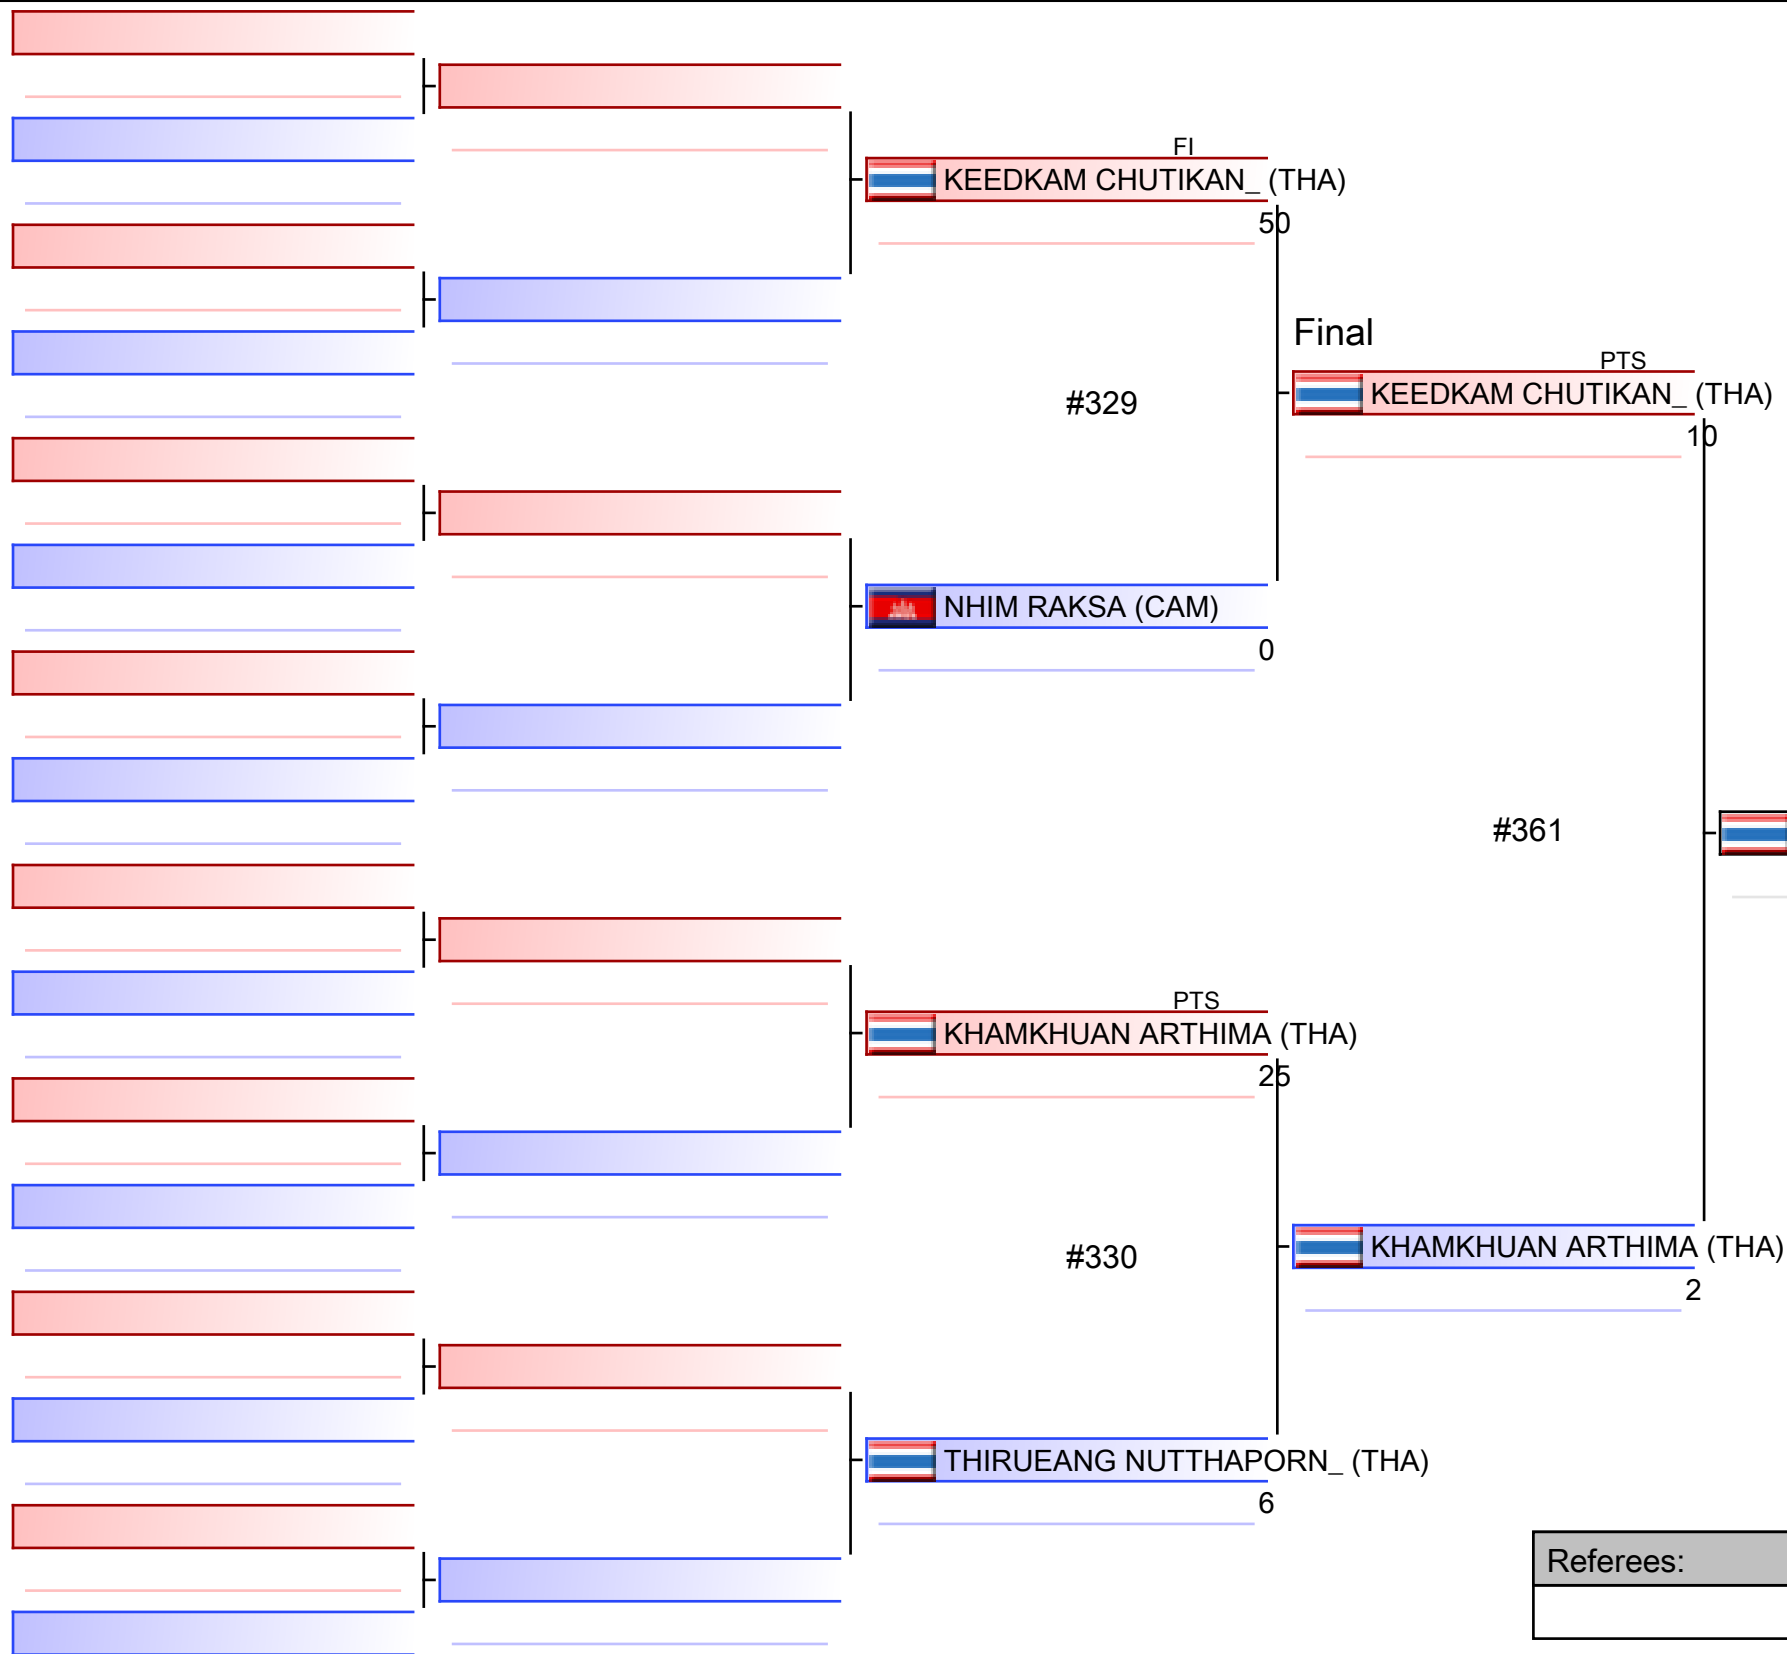 FI
KEEDKAM CHUTIKAN_ (THA)
50
Final
PTS
#329
KEEDKAM CHUTIKAN_ (THA)
10
NHIM RAKSA (CAM)
0
#361
PTS
KHAMKHUAN ARTHIMA (THA)
25
#330
KHAMKHUAN ARTHIMA (THA)
2
THIRUEANG NUTTHAPORN_ (THA)
6
Referees: